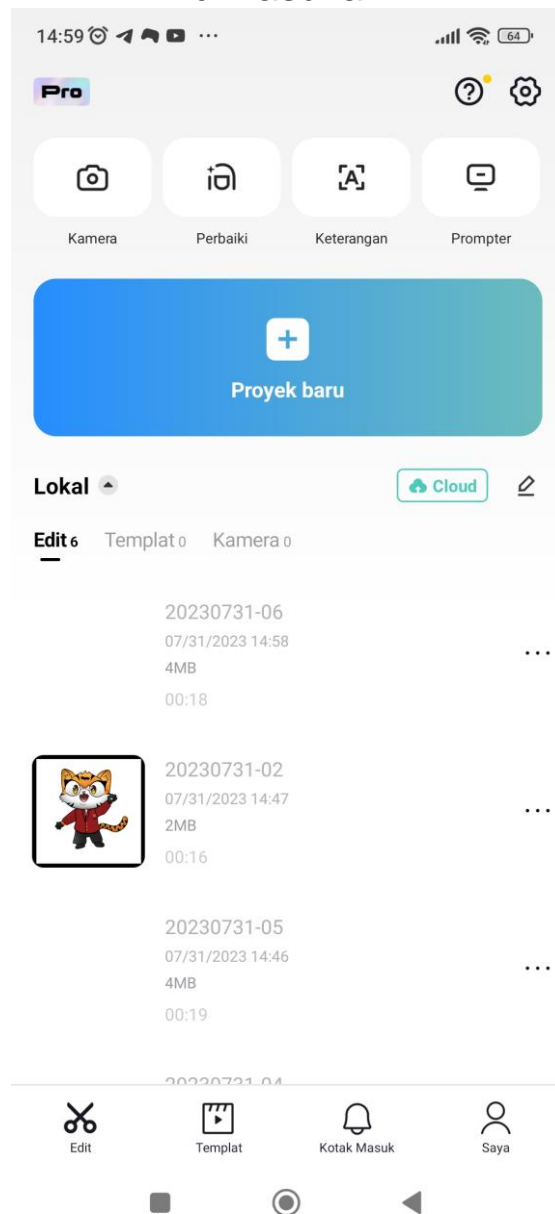 14:59
64
Pro
Kamera
Perbaiki
Keterangan
Prompter
Proyek baru
Lokal
Cloud
Edit 6 Templat 0 Kamera 0
20230731-06
07/31/2023 14:58
4MB
00:18
20230731-02
07/31/2023 14:47
2MB
00:16
20230731-05
07/31/2023 14:46
4MB
00:19
20230731-04
Edit
Templat
Kotak Masuk
Saya